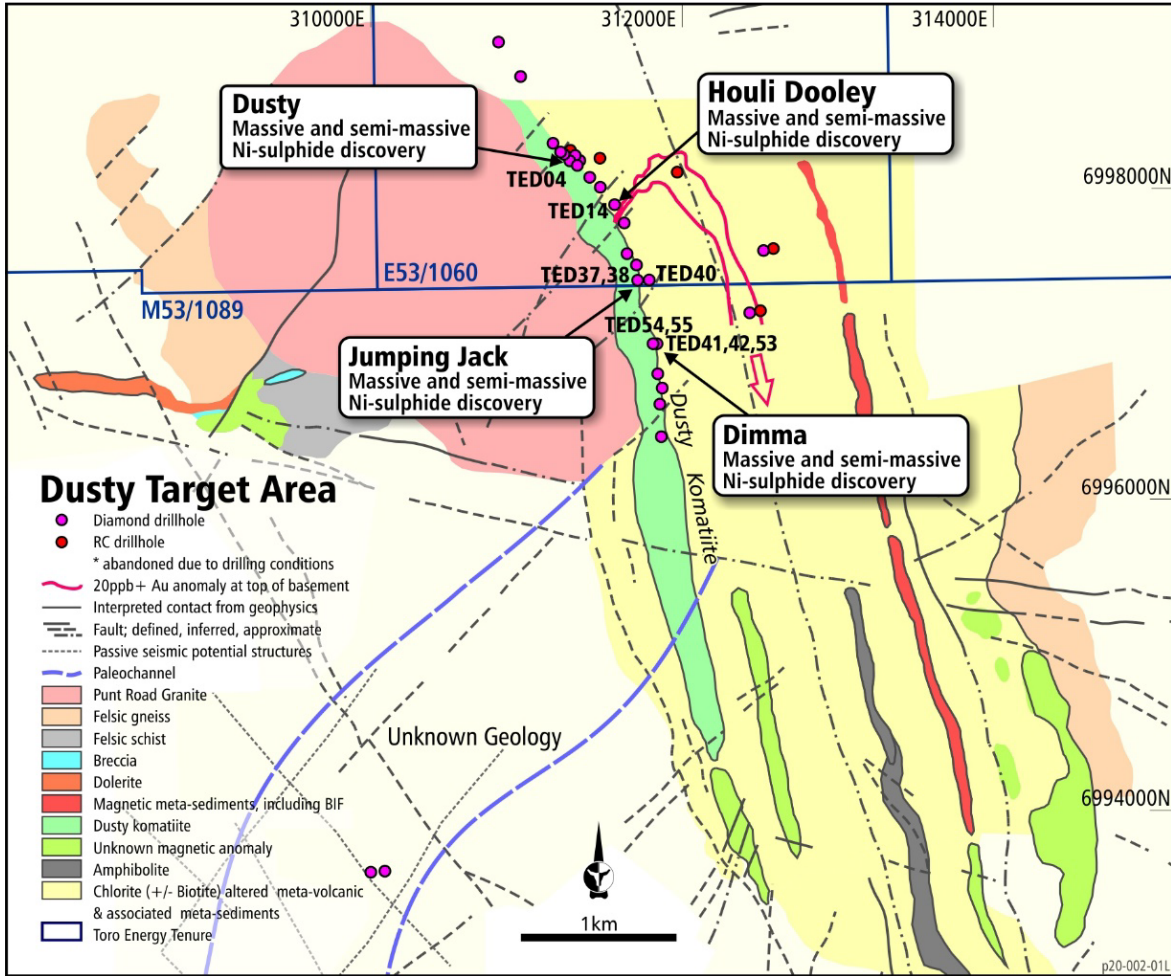 310000E
312000E
314000E
Dusty
Massive and semi-massive
Ni-sulphide discovery
Houli Dooley
Massive and semi-massive
Ni-sulphide discovery
6998000N
TED04
TED14
TED37,38
TED40
E53/1060
M53/1089
TED54,55
TED41,42,53
Jumping Jack
Massive and semi-massive
Ni-sulphide discovery
Dusty Komatiite
Dimma
Massive and semi-massive
Ni-sulphide discovery
6996000N
Dusty Target Area
Diamond drillhole
RC drillhole
* abandoned due to drilling conditions
20ppb+ Au anomaly at top of basement
Interpreted contact from geophysics
Fault; defined, inferred, approximate
Passive seismic potential structures
Paleochannel
Punt Road Granite
Felsic gneiss
Felsic schist
Breccia
Dolerite
Magnetic meta-sediments, including BIF
Dusty komatiite
Unknown magnetic anomaly
Amphibolite
Chlorite (+/- Biotite) altered meta-volcanic
& associated meta-sediments
Toro Energy Tenure
Unknown Geology
6994000N
1km
p20-002-01L